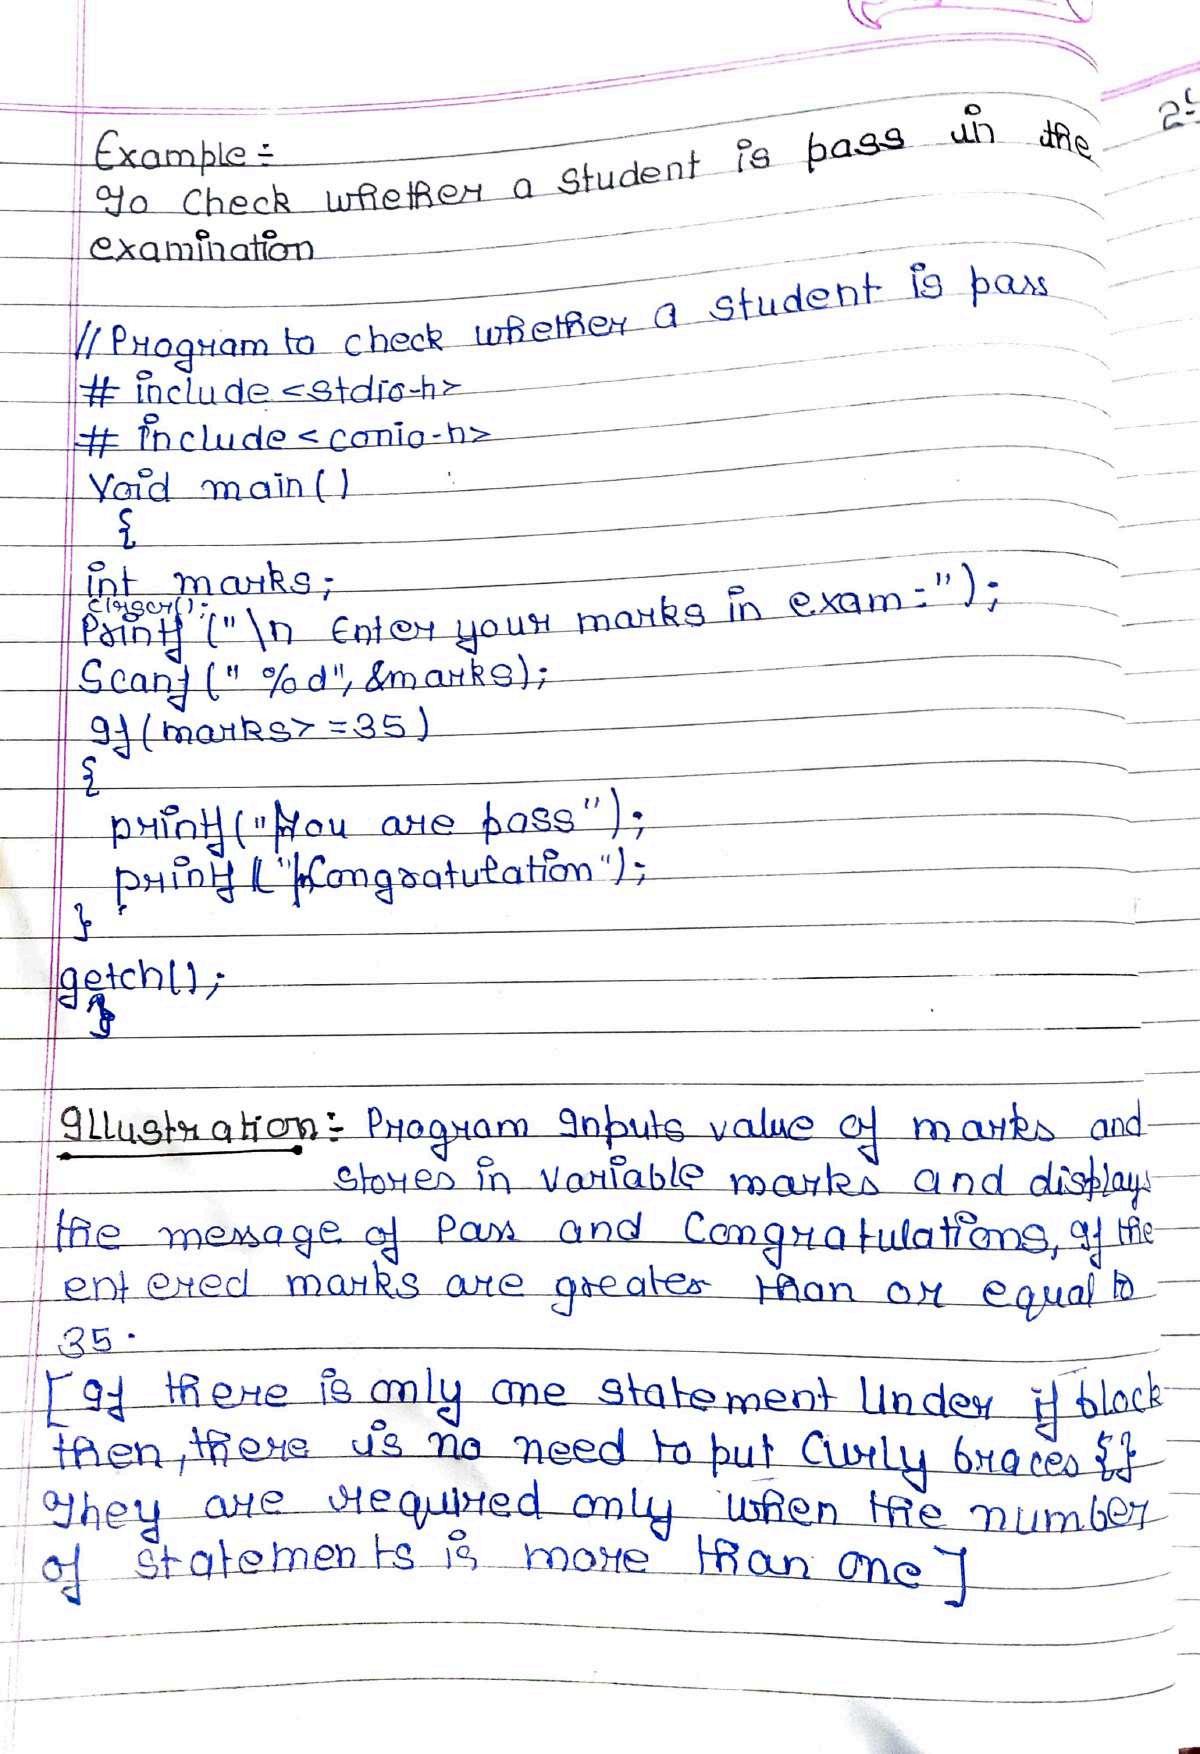 Example:-
To Check whether a student is pass in the
examination
// Program to check whether a student is pass
# include <stdio-h>
# include <conio-h>
Void main()
{
int marks;
clrscr();
Printf ("\n Enter your marks in exam:-");
Scanf (" %d", &marks);
If (marks> =35)
{
printf("\nYou are pass");
printf ("\nCongratulation");
}
getch();
}
Illustration:- Program Inputs value of marks and
stores in variable marks and displays
the message of Pass and Congratulations, If the
entered marks are greater than or equal to
35.
[If there is only one statement Under if block
then, there is no need to put Curly braces {}
They are required only when the number
of statements is more than one]